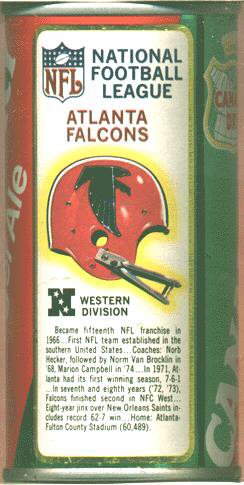 NFL
NATIONAL
FOOTBALL
LEAGUE
ATLANTA
FALCONS
N
WESTERN
DIVISION
Became fifteenth NFL franchise in
1966...First NFL team established in the
southern United States...Coaches: Norb
Hecker, followed by Norm Van Brocklin in
'68, Marion Campbell in '74...In 1971, At-
lanta had its first winning season, 7-6-1
...In seventh and eighth years ('72, '73),
Falcons finished second in NFC West...
Eight-year jinx over New Orleans Saints in-
cludes record 62-7 win...Home: Atlanta-
Fulton County Stadium (60,489).
Ale
CANA
D
CAN